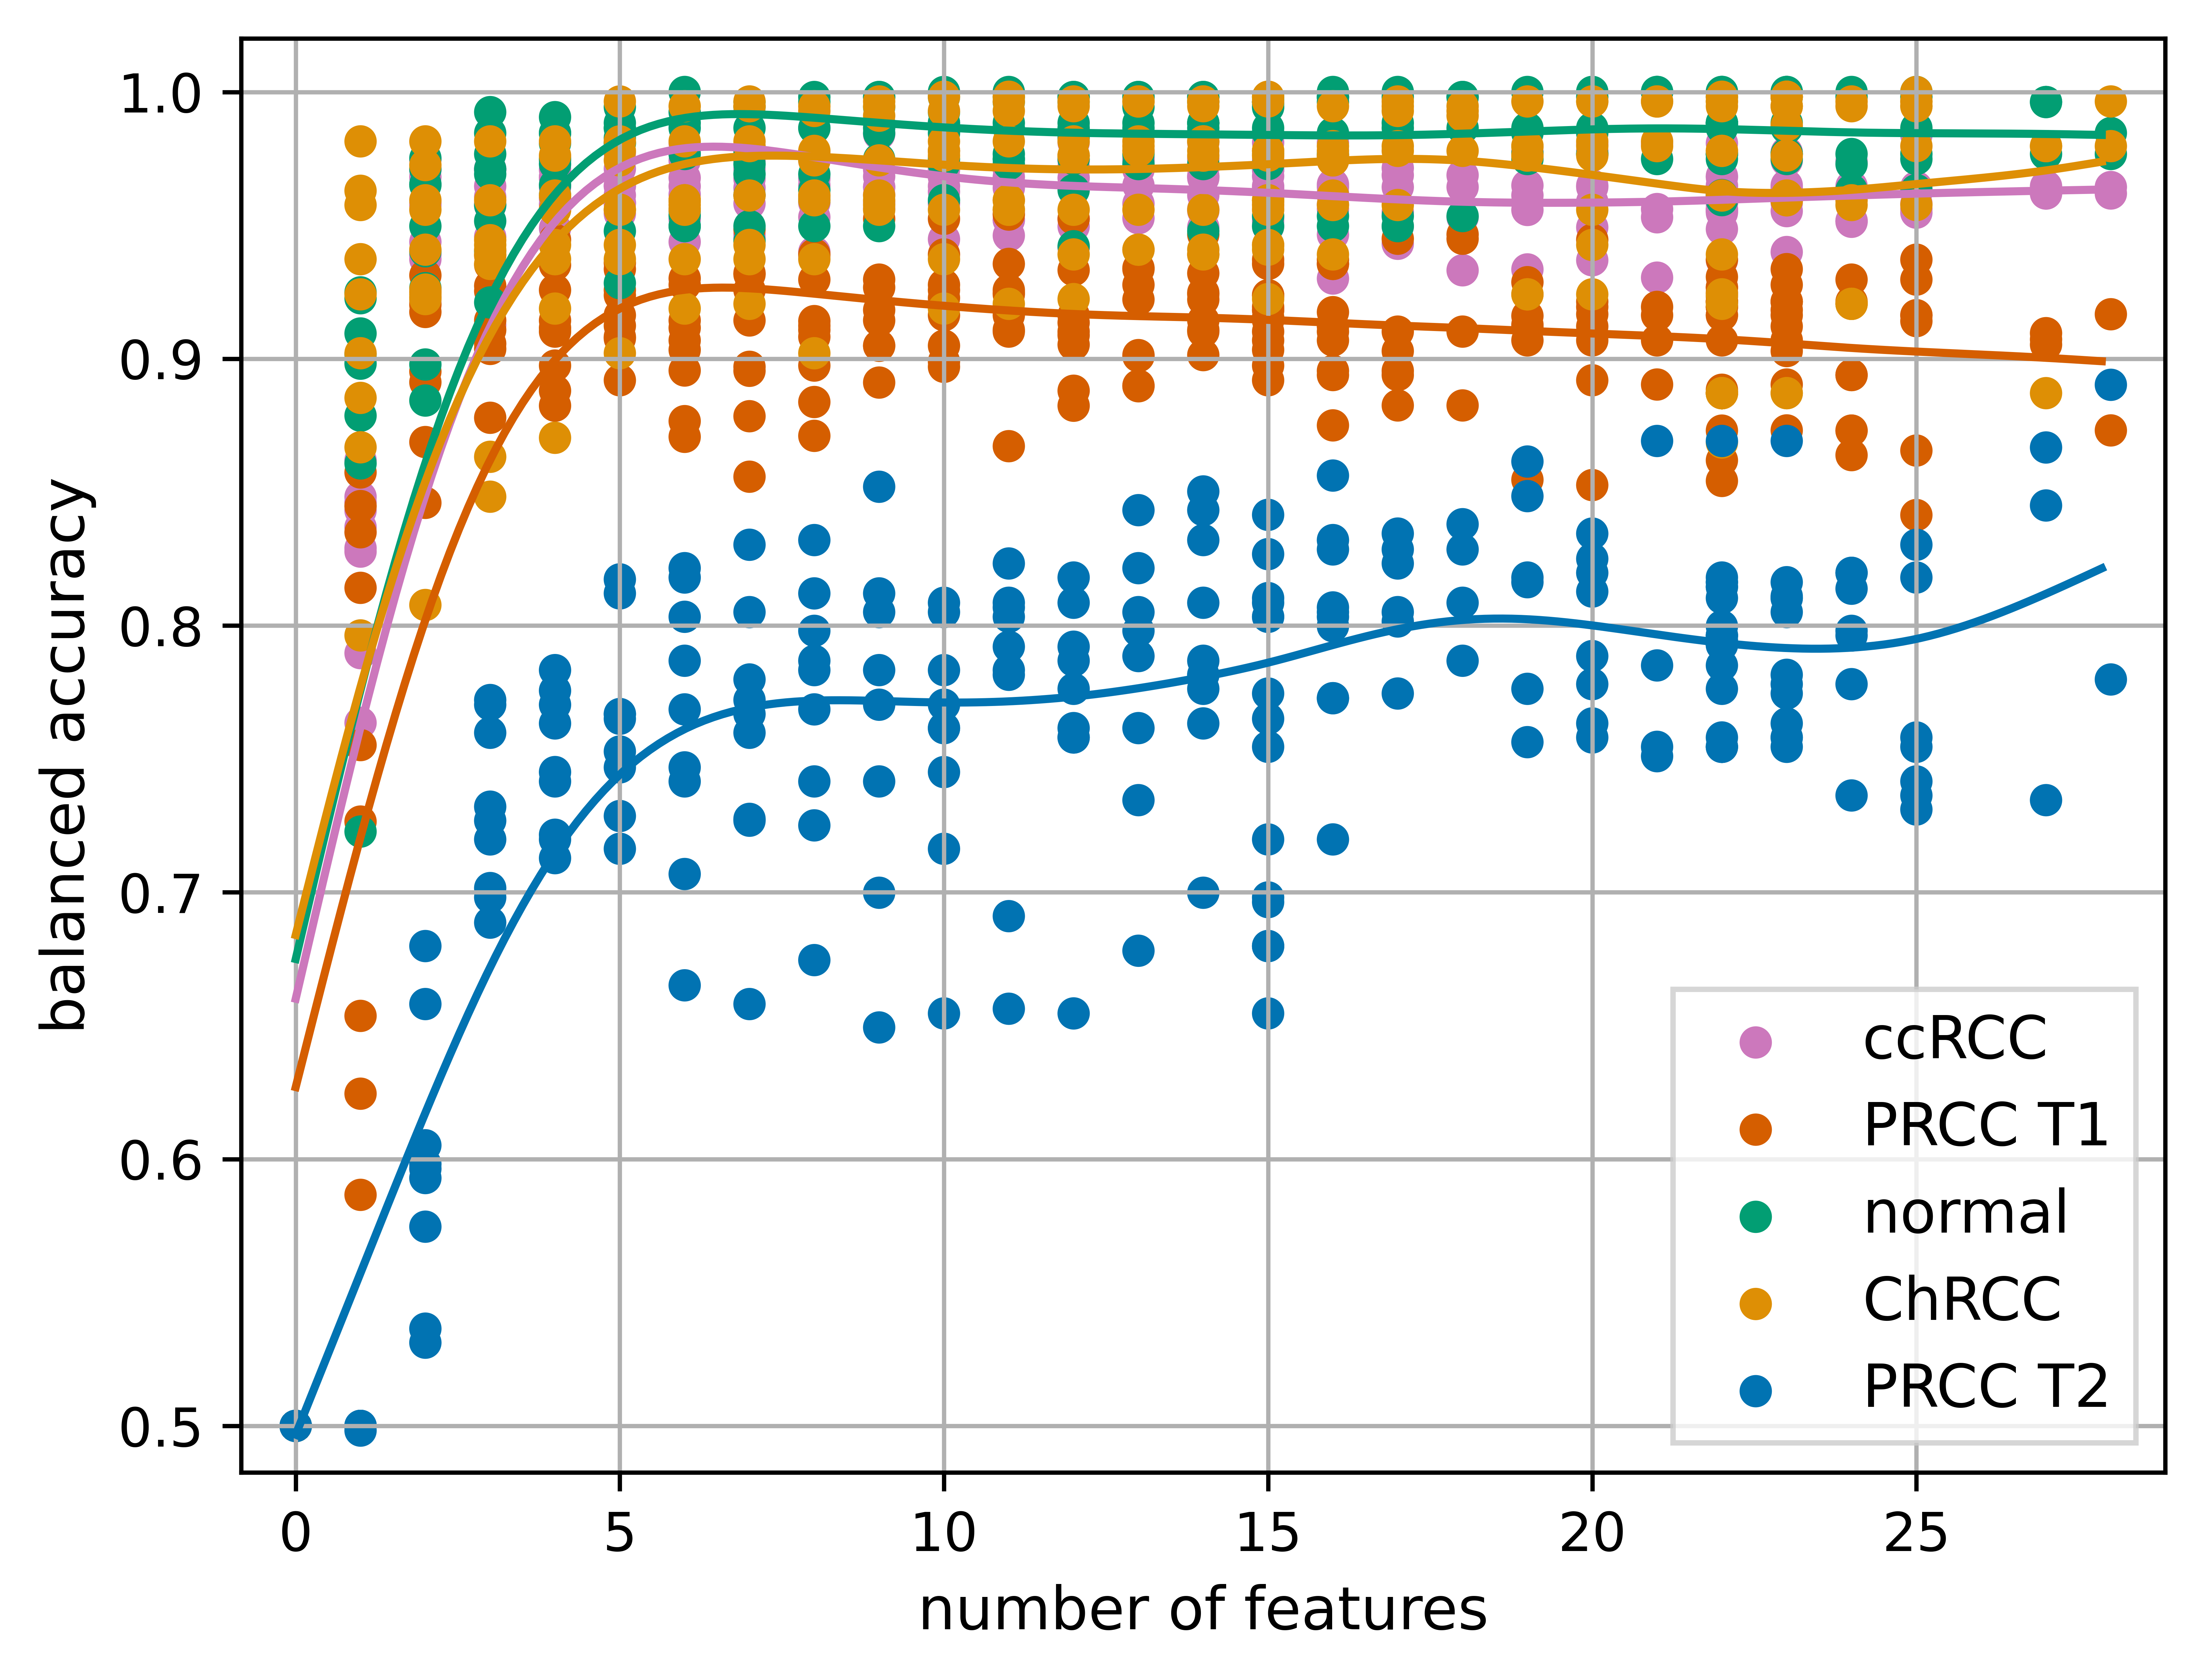 balanced accuracy
1.0
0.9
0.8
0.7
0.6
0.5
0 5 10 15 20 25
number of features
ccRCC
PRCC T1
normal
ChRCC
PRCC T2